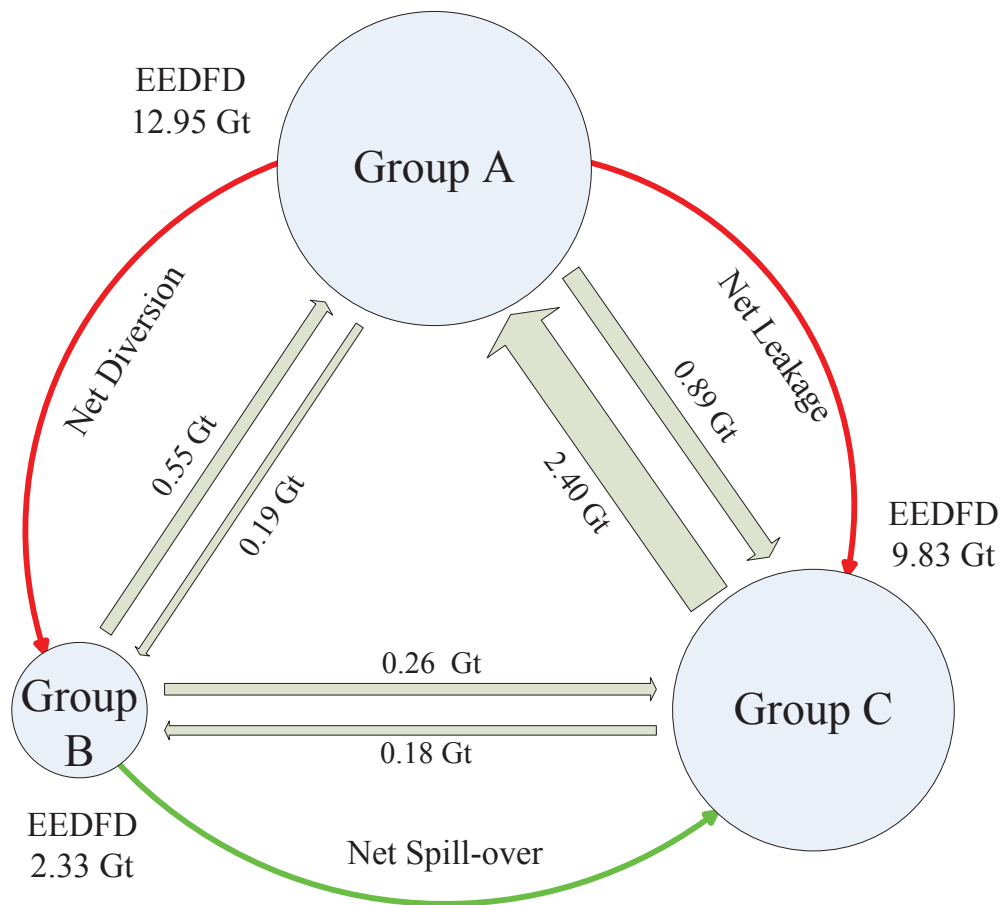 EEDFD
12.95 Gt
Group A
Net Diversion
Net Leakage
0.55 Gt
0.19 Gt
0.89 Gt
2.40 Gt
EEDFD
9.83 Gt
Group
B
0.26 Gt
0.18 Gt
Group C
EEDFD
2.33 Gt
Net Spill-over